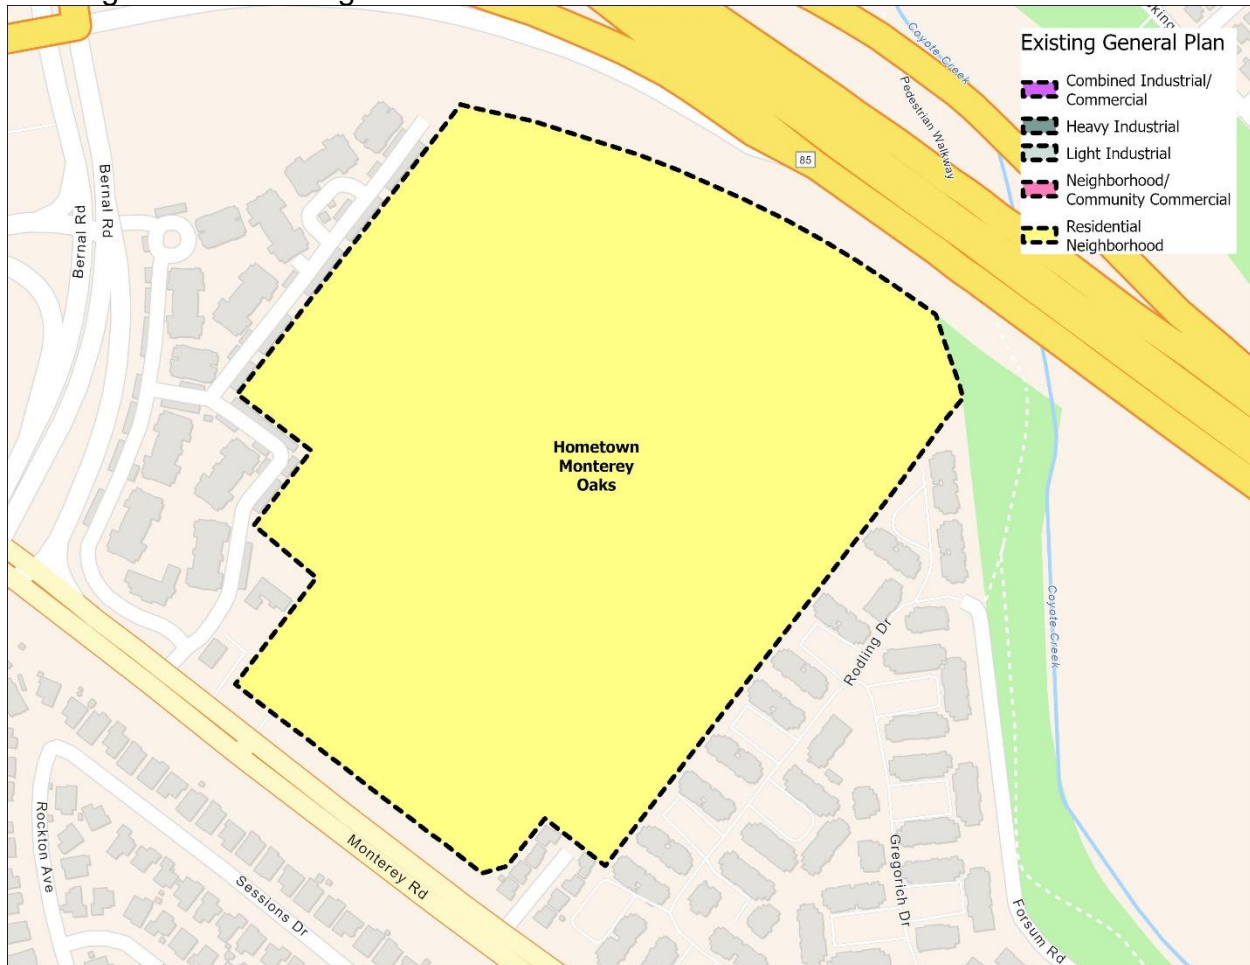 Existing General Plan
Combined Industrial/
Commercial
Heavy Industrial
Light Industrial
Neighborhood/
Community Commercial
Residential
Neighborhood
Coyote Creek
Pedestrian Walkway
85
Bernal Rd
Bernal Rd
Hometown
Monterey
Oaks
Coyote Creek
Rodling Dr
Gregorich Dr
Forsum Rd
Monterey Rd
Sessions Dr
Rockton Ave